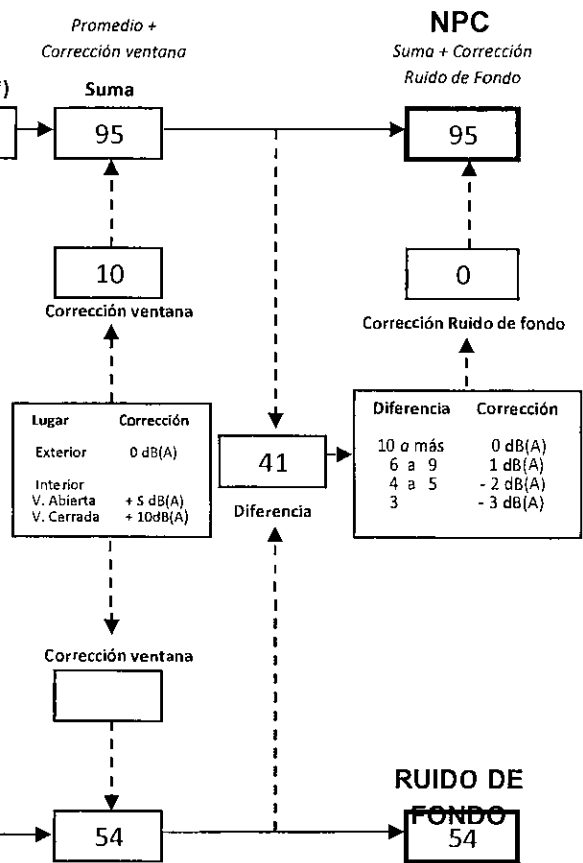 Promedio +
Corrección ventana
Suma
95
10
Corrección ventana
Lugar Corrección
Exterior 0 dB(A)
Interior
V. Abierta + 5 dB(A)
V. Cerrada + 10dB(A)
Corrección ventana
54
41
Diferencia
NPC
Suma + Corrección
Ruido de Fondo
95
0
Corrección Ruido de fondo
Diferencia Corrección
10 a más 0 dB(A)
6 a 9 1 dB(A)
4 a 5 - 2 dB(A)
3 - 3 dB(A)
RUIDO DE
FONDO
54